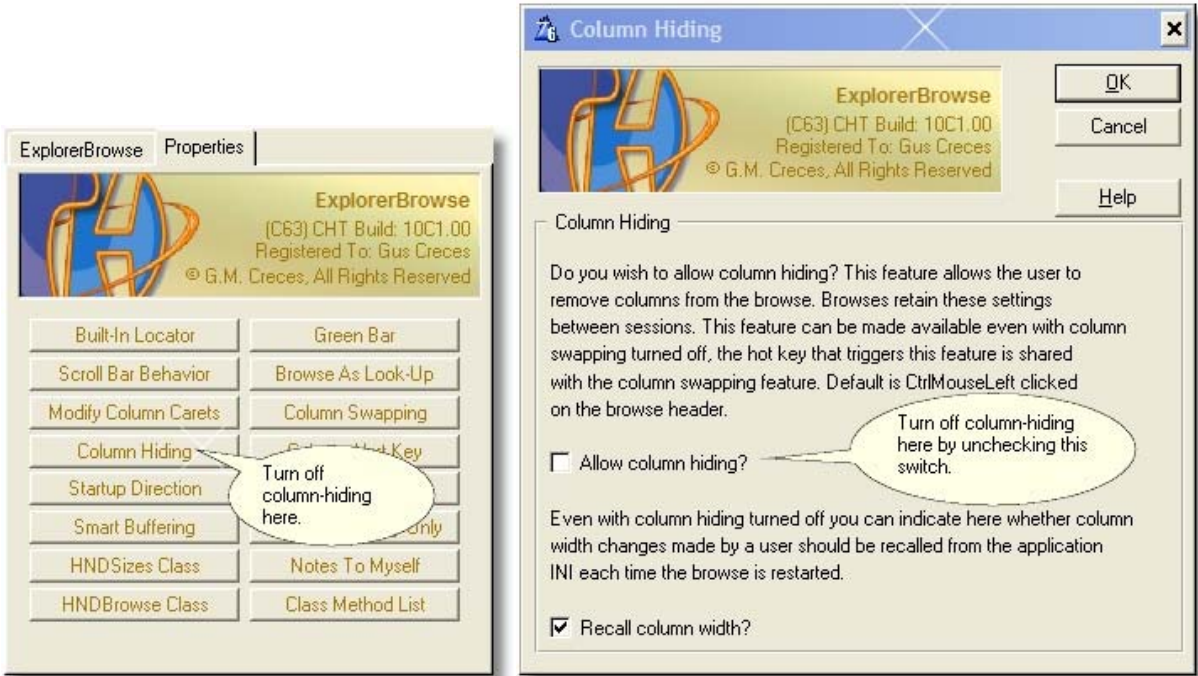 ExplorerBrowse
Properties
ExplorerBrowse
(C63) CHT Build: 10C1.00
Registered To: Gus Creces
© G.M. Creces, All Rights Reserved
Built-In Locator
Green Bar
Scroll Bar Behavior
Browse As Look-Up
Modify Column Carets
Column Swapping
Column Hiding
Key
Startup Direction
Smart Buffering
Only
HNDSizes Class
Notes To Myself
HNDBrowse Class
Class Method List
Turn off
column-hiding
here.
Column Hiding
ExplorerBrowse
(C63) CHT Build: 10C1.00
Registered To: Gus Creces
© G.M. Creces, All Rights Reserved
OK
Cancel
Help
Column Hiding
Do you wish to allow column hiding? This feature allows the user to
remove columns from the browse. Browses retain these settings
between sessions. This feature can be made available even with column
swapping turned off, the hot key that triggers this feature is shared
with the column swapping feature. Default is CtrlMouseLeft clicked
on the browse header.
Turn off column-hiding
here by unchecking this
switch.
Allow column hiding?
Even with column hiding turned off you can indicate here whether column
width changes made by a user should be recalled from the application
INI each time the browse is restarted.
Recall column width?